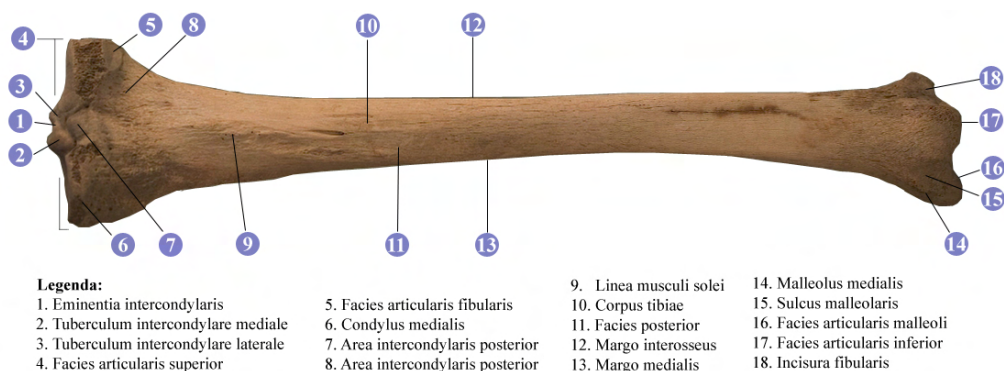 4
5
8
10
12
18
3
17
1
2
16
15
6
7
9
11
13
14
Legenda:
1. Eminentia intercondylaris
2. Tuberculum intercondylare mediale
3. Tuberculum intercondylare laterale
4. Facies articularis superior
5. Facies articularis fibularis
6. Condylus medialis
7. Area intercondylaris posterior
8. Area intercondylaris posterior
9. Linea musculi solei
10. Corpus tibiae
11. Facies posterior
12. Margo interosseus
13. Margo medialis
14. Malleolus medialis
15. Sulcus malleolaris
16. Facies articularis malleoli
17. Facies articularis inferior
18. Incisura fibularis